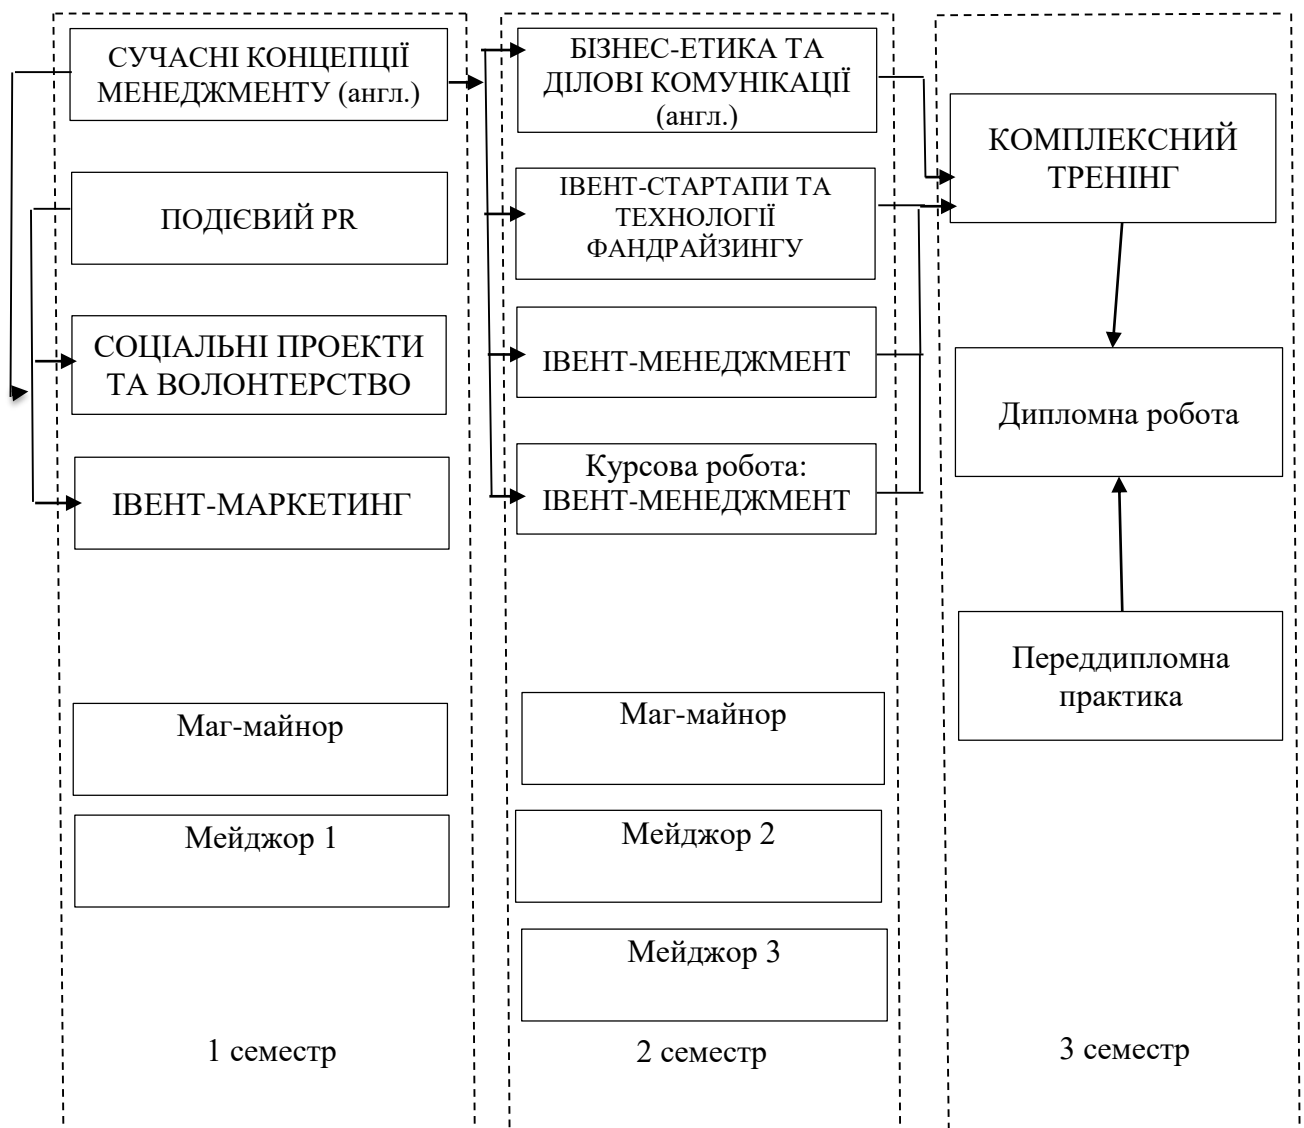 СУЧАСНІ КОНЦЕПЦІЇ
МЕНЕДЖМЕНТУ (англ.)
ПОДІЄВИЙ PR
СОЦІАЛЬНІ ПРОЕКТИ
ТА ВОЛОНТЕРСТВО
ІВЕНТ-МАРКЕТИНГ
Маг-майнор
Мейджор 1
1 семестр
БІЗНЕС-ЕТИКА ТА
ДІЛОВІ КОМУНІКАЦІЇ
(англ.)
ІВЕНТ-СТАРТАПИ ТА
ТЕХНОЛОГІЇ
ФАНДРАЙЗИНГУ
ІВЕНТ-МЕНЕДЖМЕНТ
Курсова робота:
ІВЕНТ-МЕНЕДЖМЕНТ
Маг-майнор
Мейджор 2
Мейджор 3
2 семестр
КОМПЛЕКСНИЙ
ТРЕНІНГ
Дипломна робота
Переддипломна
практика
3 семестр